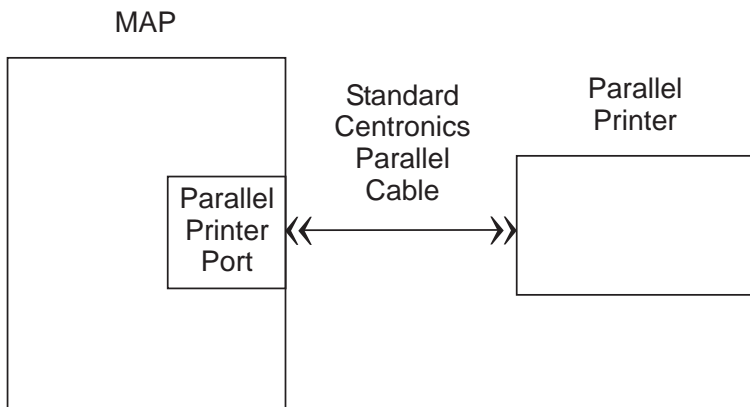 MAP
Standard
Centronics
Parallel
Cable
Parallel
Printer
Parallel
Printer
Port